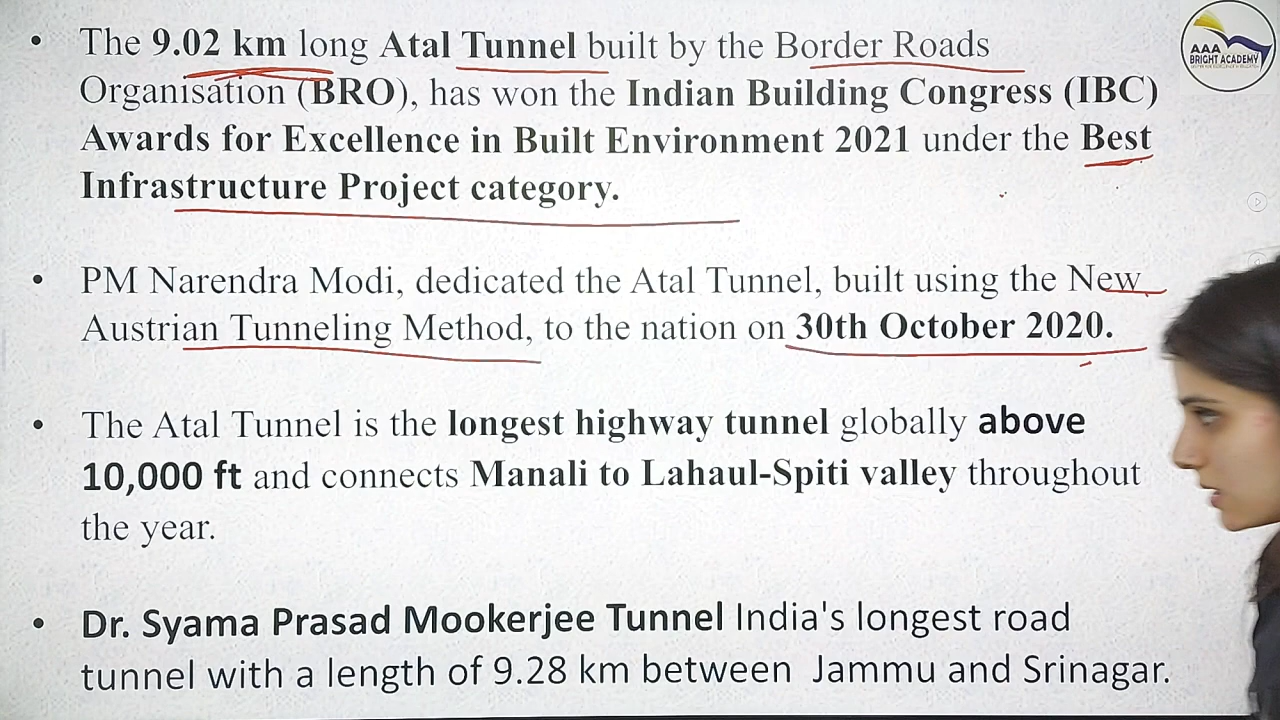 • The 9.02 km long Atal Tunnel built by the Border Roads
Organisation (BRO), has won the Indian Building Congress (IBC)
Awards for Excellence in Built Environment 2021 under the Best
Infrastructure Project category.
• PM Narendra Modi, dedicated the Atal Tunnel, built using the New
Austrian Tunneling Method, to the nation on 30th October 2020.
• The Atal Tunnel is the longest highway tunnel globally above
10,000 ft and connects Manali to Lahaul-Spiti valley throughout
the year.
• Dr. Syama Prasad Mookerjee Tunnel India's longest road
tunnel with a length of 9.28 km between Jammu and Srinagar.
AAA
BRIGHT ACADEMY